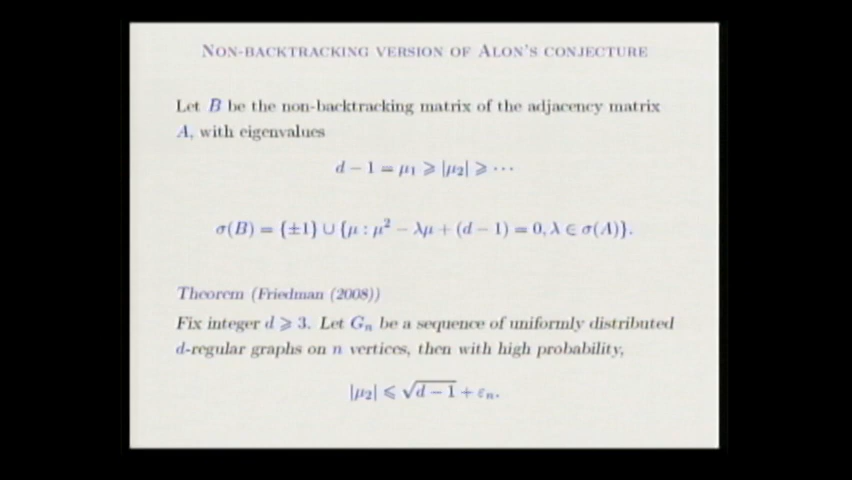 NON-BACKTRACKING VERSION OF ALON'S CONJECTURE
Let B be the non-backtracking matrix of the adjacency matrix
A, with eigenvalues
d − 1 = μ₁ ⩾ |μ₂| ⩾ ⋯
σ(B) = {±1} ∪ {μ : μ² − λμ + (d − 1) = 0, λ ∈ σ(A)}.
Theorem (Friedman (2008))
Fix integer d ⩾ 3. Let Gₙ be a sequence of uniformly distributed
d-regular graphs on n vertices, then with high probability,
|μ₂| ⩽ √(d − 1) + εₙ.